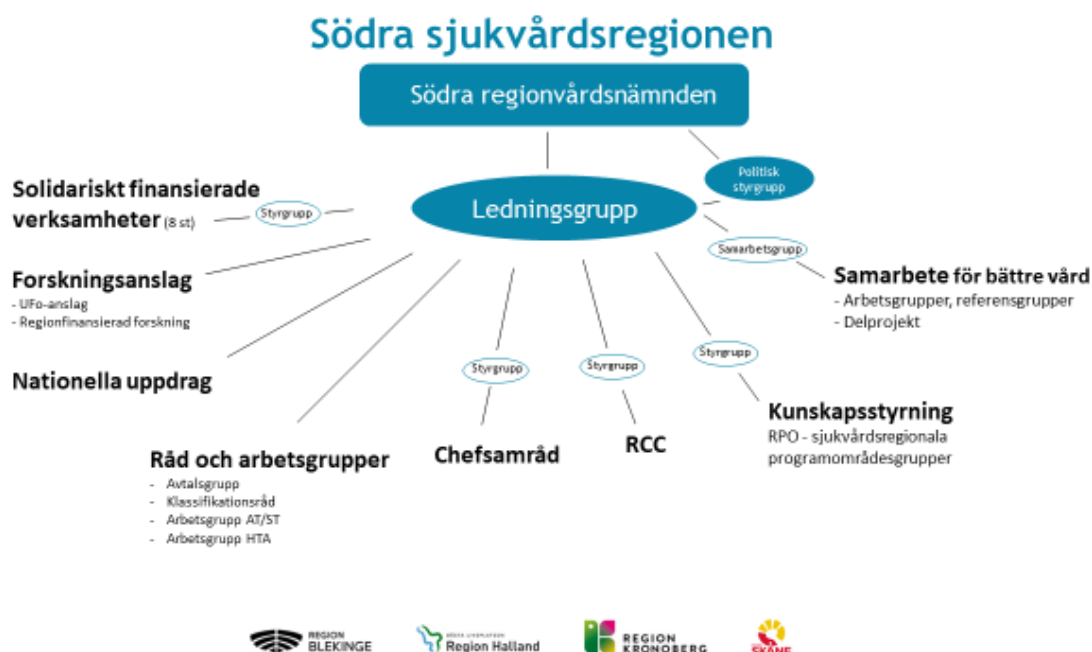 Södra sjukvårdsregionen
Södra regionvårdsnämnden
Politisk
styrgrupp
Ledningsgrupp
Solidariskt finansierade
verksamheter (8 st)
Styrgrupp
Samarbetsgrupp
Samarbete för bättre vård
- Arbetsgrupper, referensgrupper
- Delprojekt
Forskningsanslag
- UFo-anslag
- Regionfinansierad forskning
Nationella uppdrag
Styrgrupp
Styrgrupp
Styrgrupp
Kunskapsstyrning
RPO - sjukvårdsregionala
programområdesgrupper
Råd och arbetsgrupper
- Avtalsgrupp
- Klassifikationsråd
- Arbetsgrupp AT/ST
- Arbetsgrupp HTA
Chefsamråd
RCC
REGION
BLEKINGE
Region Halland
REGION
KRONOBERG
SKÅNE